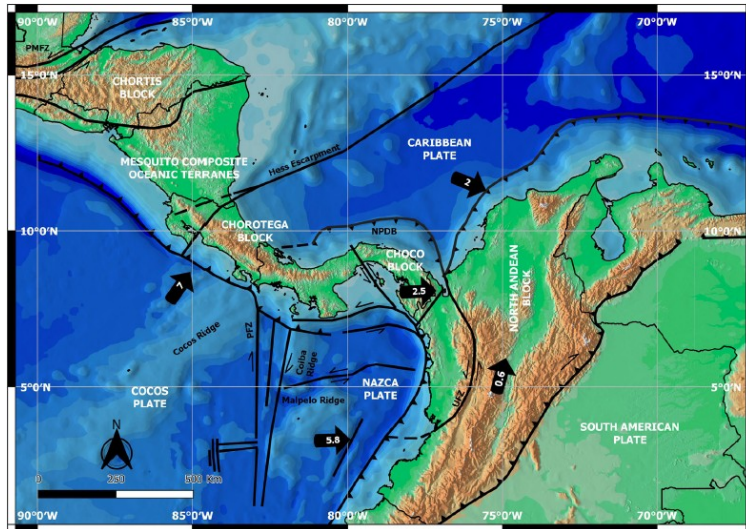 90°0'W 85°0'W 80°0'W 75°0'W 70°0'W
PMFZ
15°0'N 15°0'N
CHORTIS
BLOCK
CARIBBEAN
PLATE
MESQUITO COMPOSITE
OCEANIC TERRANES
Hess Escarpment
2
10°0'N 10°0'N
CHOROTEGA
BLOCK
NPDB
CHOCO
BLOCK
NORTH ANDEAN
BLOCK
7
2.5
Cocos Ridge
PFZ
Coiba
Ridge
COCOS
PLATE
5°0'N 5°0'N
Malpelo Ridge
NAZCA
PLATE
UFZ
0.6
SOUTH AMERICAN
PLATE
N
5.8
0 250 500 Km
90°0'W 85°0'W 80°0'W 75°0'W 70°0'W